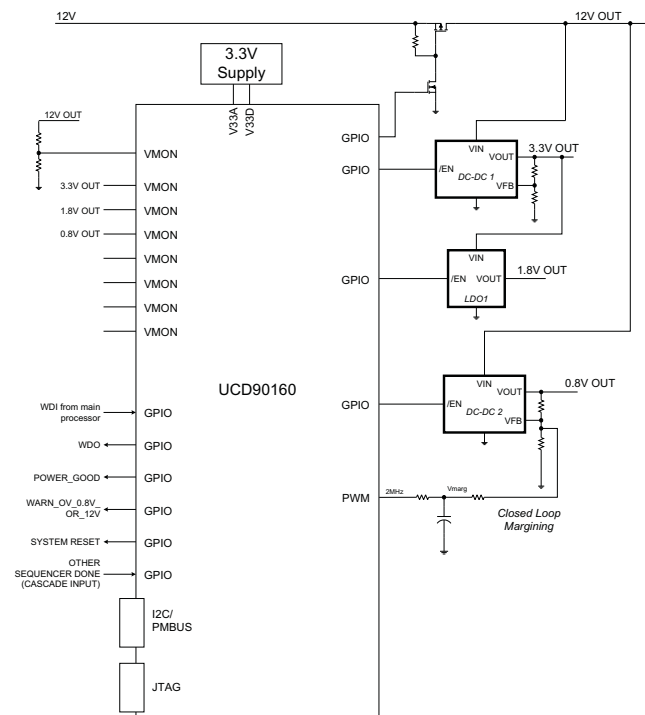 12V
12V OUT
3.3V
Supply
V33A
V33D
12V OUT
GPIO
VMON
GPIO
VIN
VOUT
3.3V OUT
/EN
DC-DC 1
VFB
3.3V OUT
VMON
1.8V OUT
VMON
0.8V OUT
VMON
VMON
VMON
VMON
VMON
GPIO
VIN
/EN
VOUT
1.8V OUT
LDO1
UCD90160
VIN
VOUT
0.8V OUT
GPIO
/EN
DC-DC 2
VFB
WDI from main
processor
GPIO
WDO
GPIO
POWER_GOOD
GPIO
WARN_OV_0.8V_
OR_12V
GPIO
SYSTEM RESET
GPIO
OTHER
SEQUENCER DONE
(CASCADE INPUT)
GPIO
PWM
2MHz
Vmarg
Closed Loop
Margining
I2C/
PMBUS
JTAG